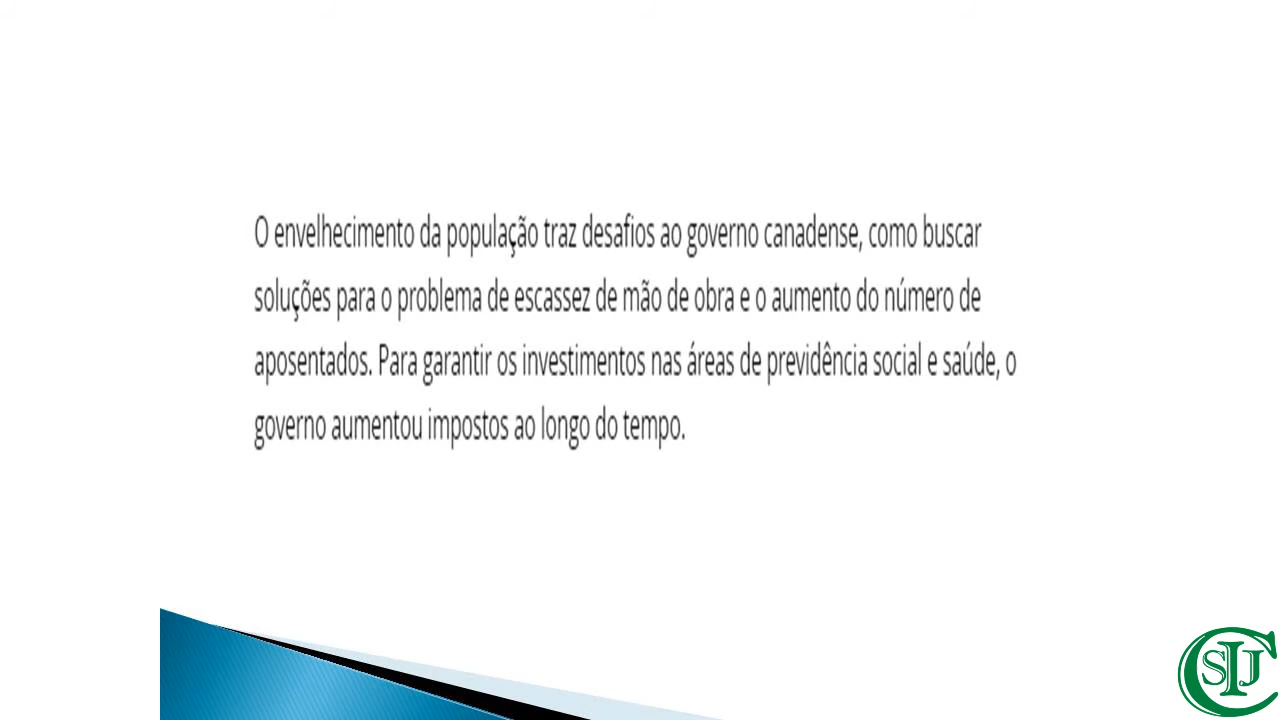 O envelhecimento da população traz desafios ao governo canadense, como buscar
soluções para o problema de escassez de mão de obra e o aumento do número de
aposentados. Para garantir os investimentos nas áreas de previdência social e saúde, o
governo aumentou impostos ao longo do tempo.
CSIJ